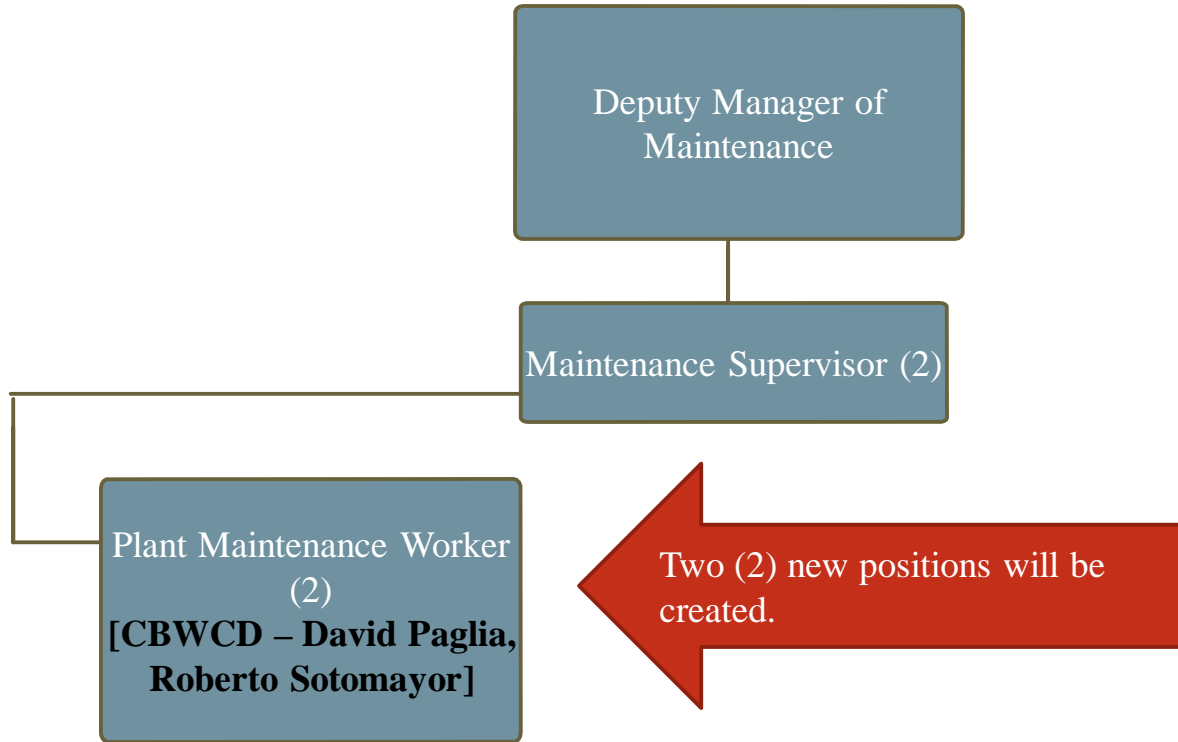 Deputy Manager of
Maintenance
Maintenance Supervisor (2)
Plant Maintenance Worker
(2)
[CBWCD – David Paglia,
Roberto Sotomayor]
Two (2) new positions will be
created.